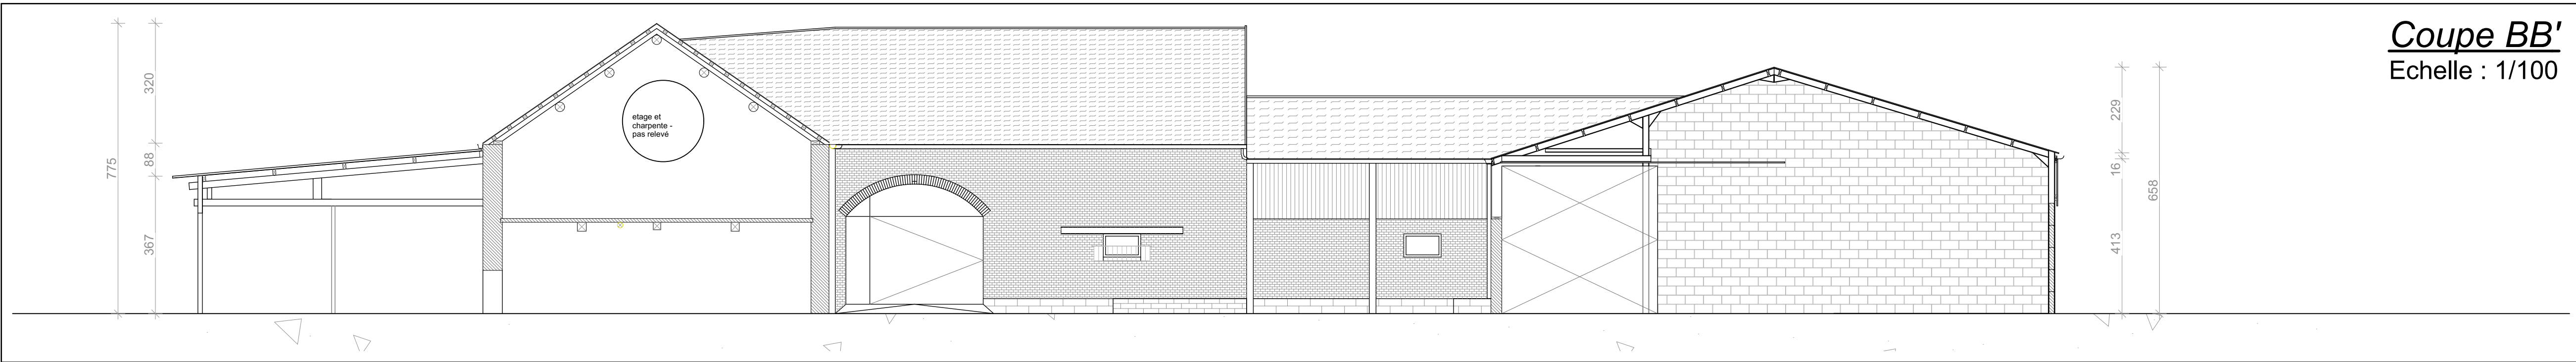 Coupe BB'
Echelle : 1/100
775
320
88
367
etage et
charpente -
pas relevé
229
16
413
658